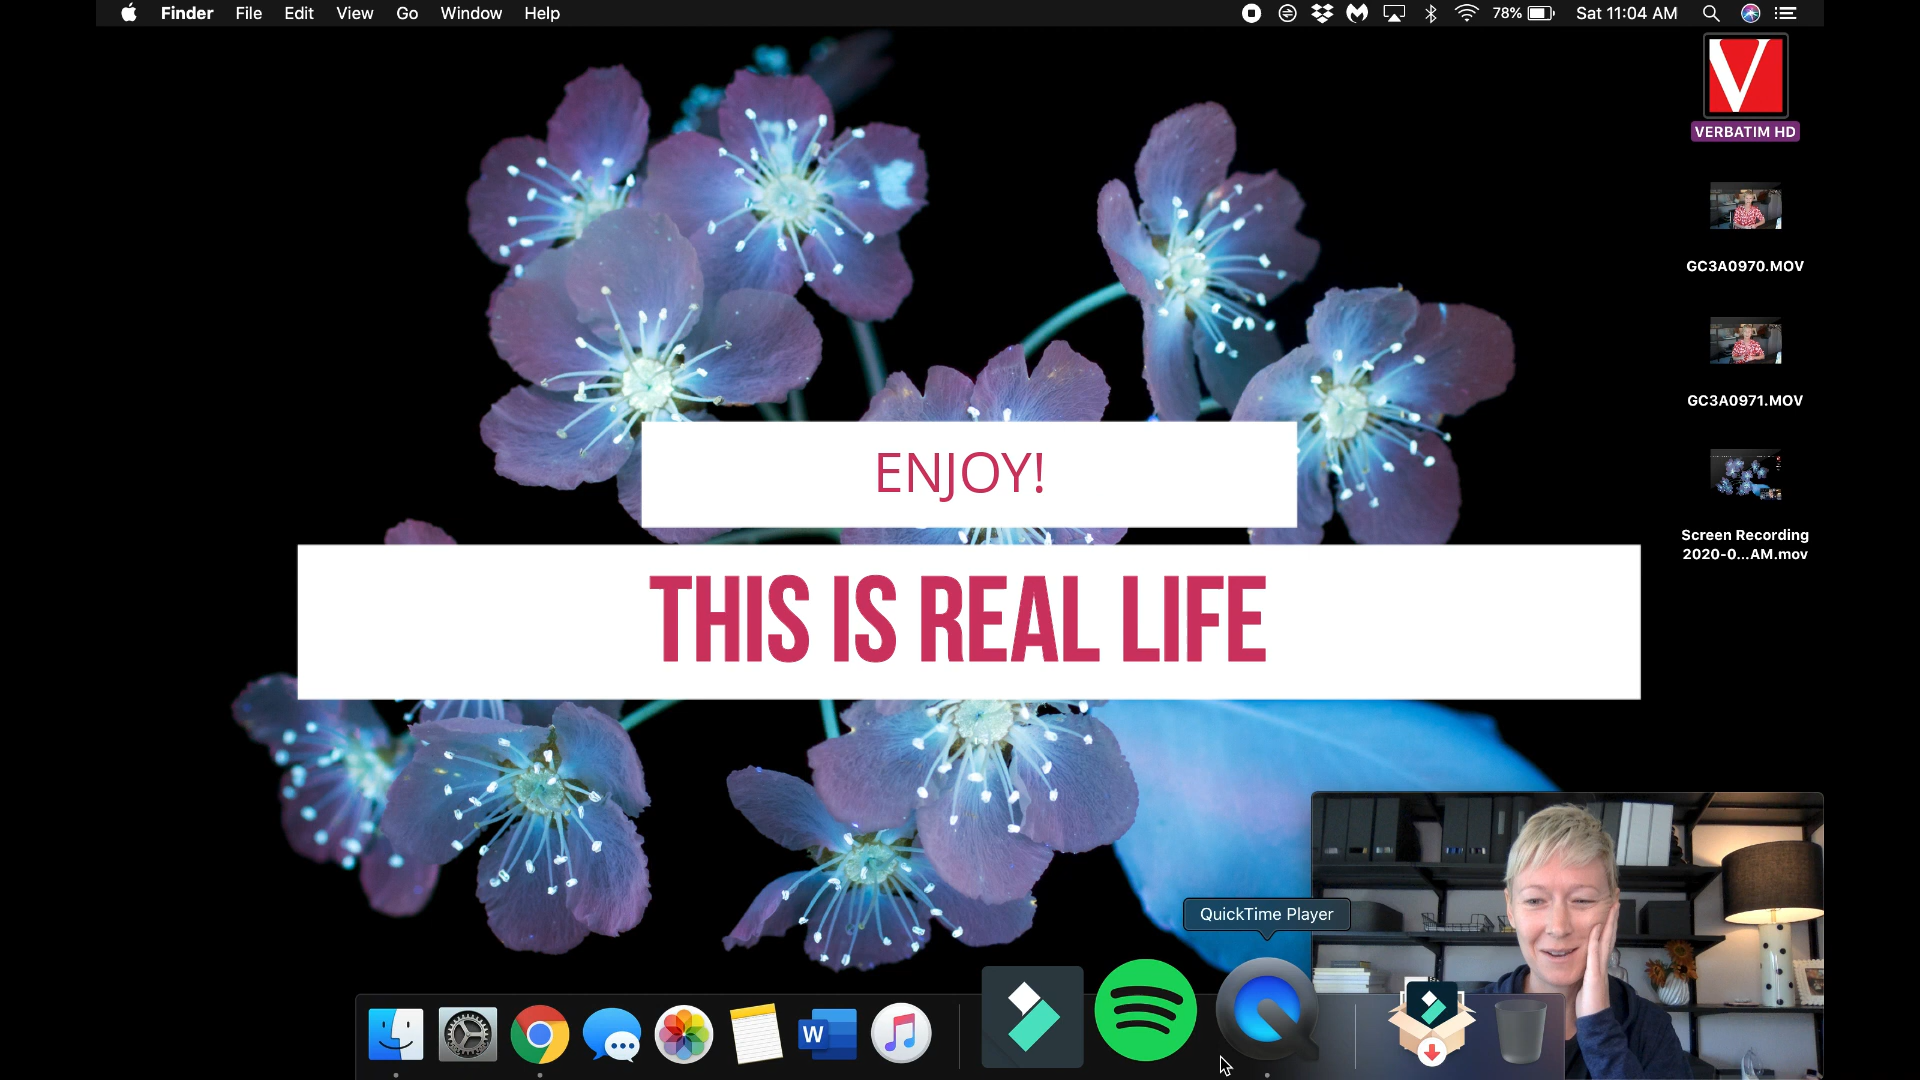 Finder File Edit View Go Window Help 78% Sat 11:04 AM
VERBATIM HD
GC3A0970.MOV
GC3A0971.MOV
ENJOY!
Screen Recording
2020-0...AM.mov
THIS IS REAL LIFE
QuickTime Player
W